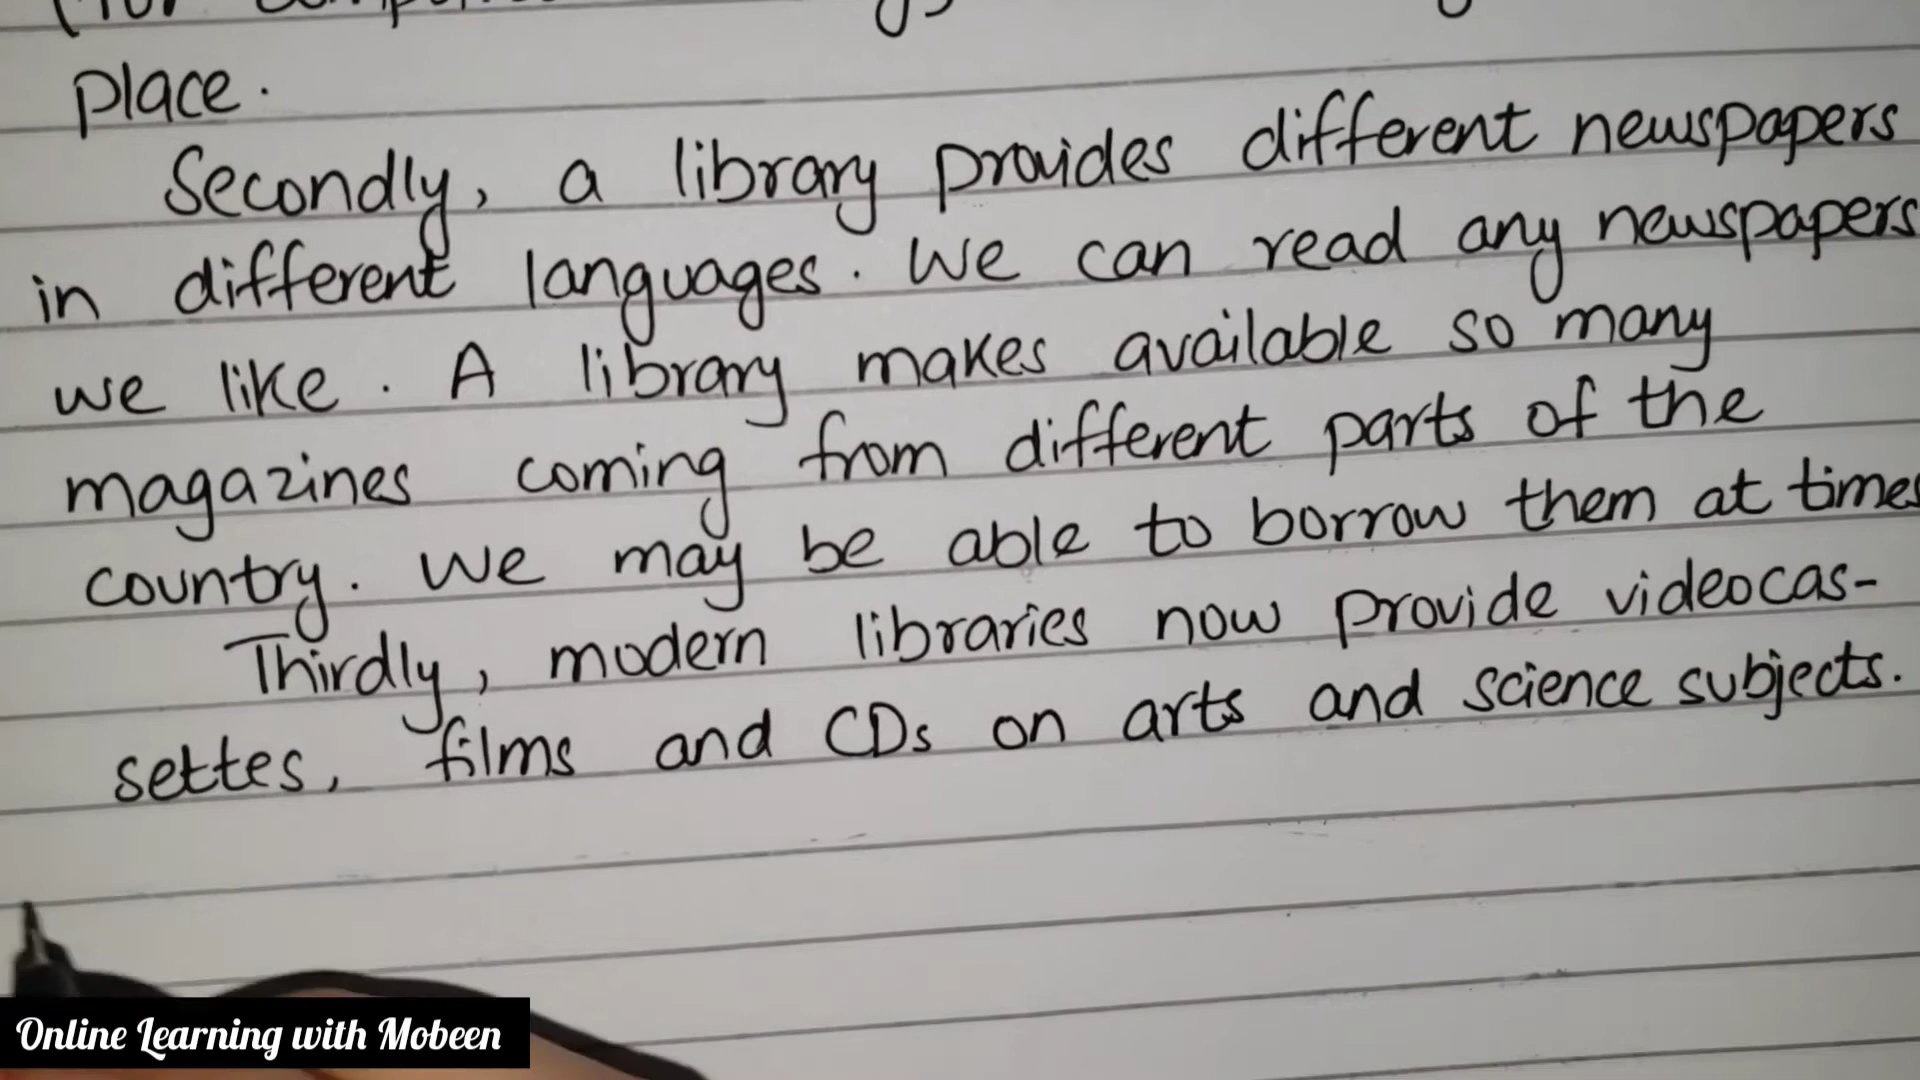 place.
Secondly, a library provides different newspapers
in different languages. We can read any newspapers
we like. A library makes available so many
magazines coming from different parts of the
country. We may be able to borrow them at times
Thirdly, modern libraries now provide videocas-
settes, films and CDs on arts and science subjects.
Online Learning with Mobeen